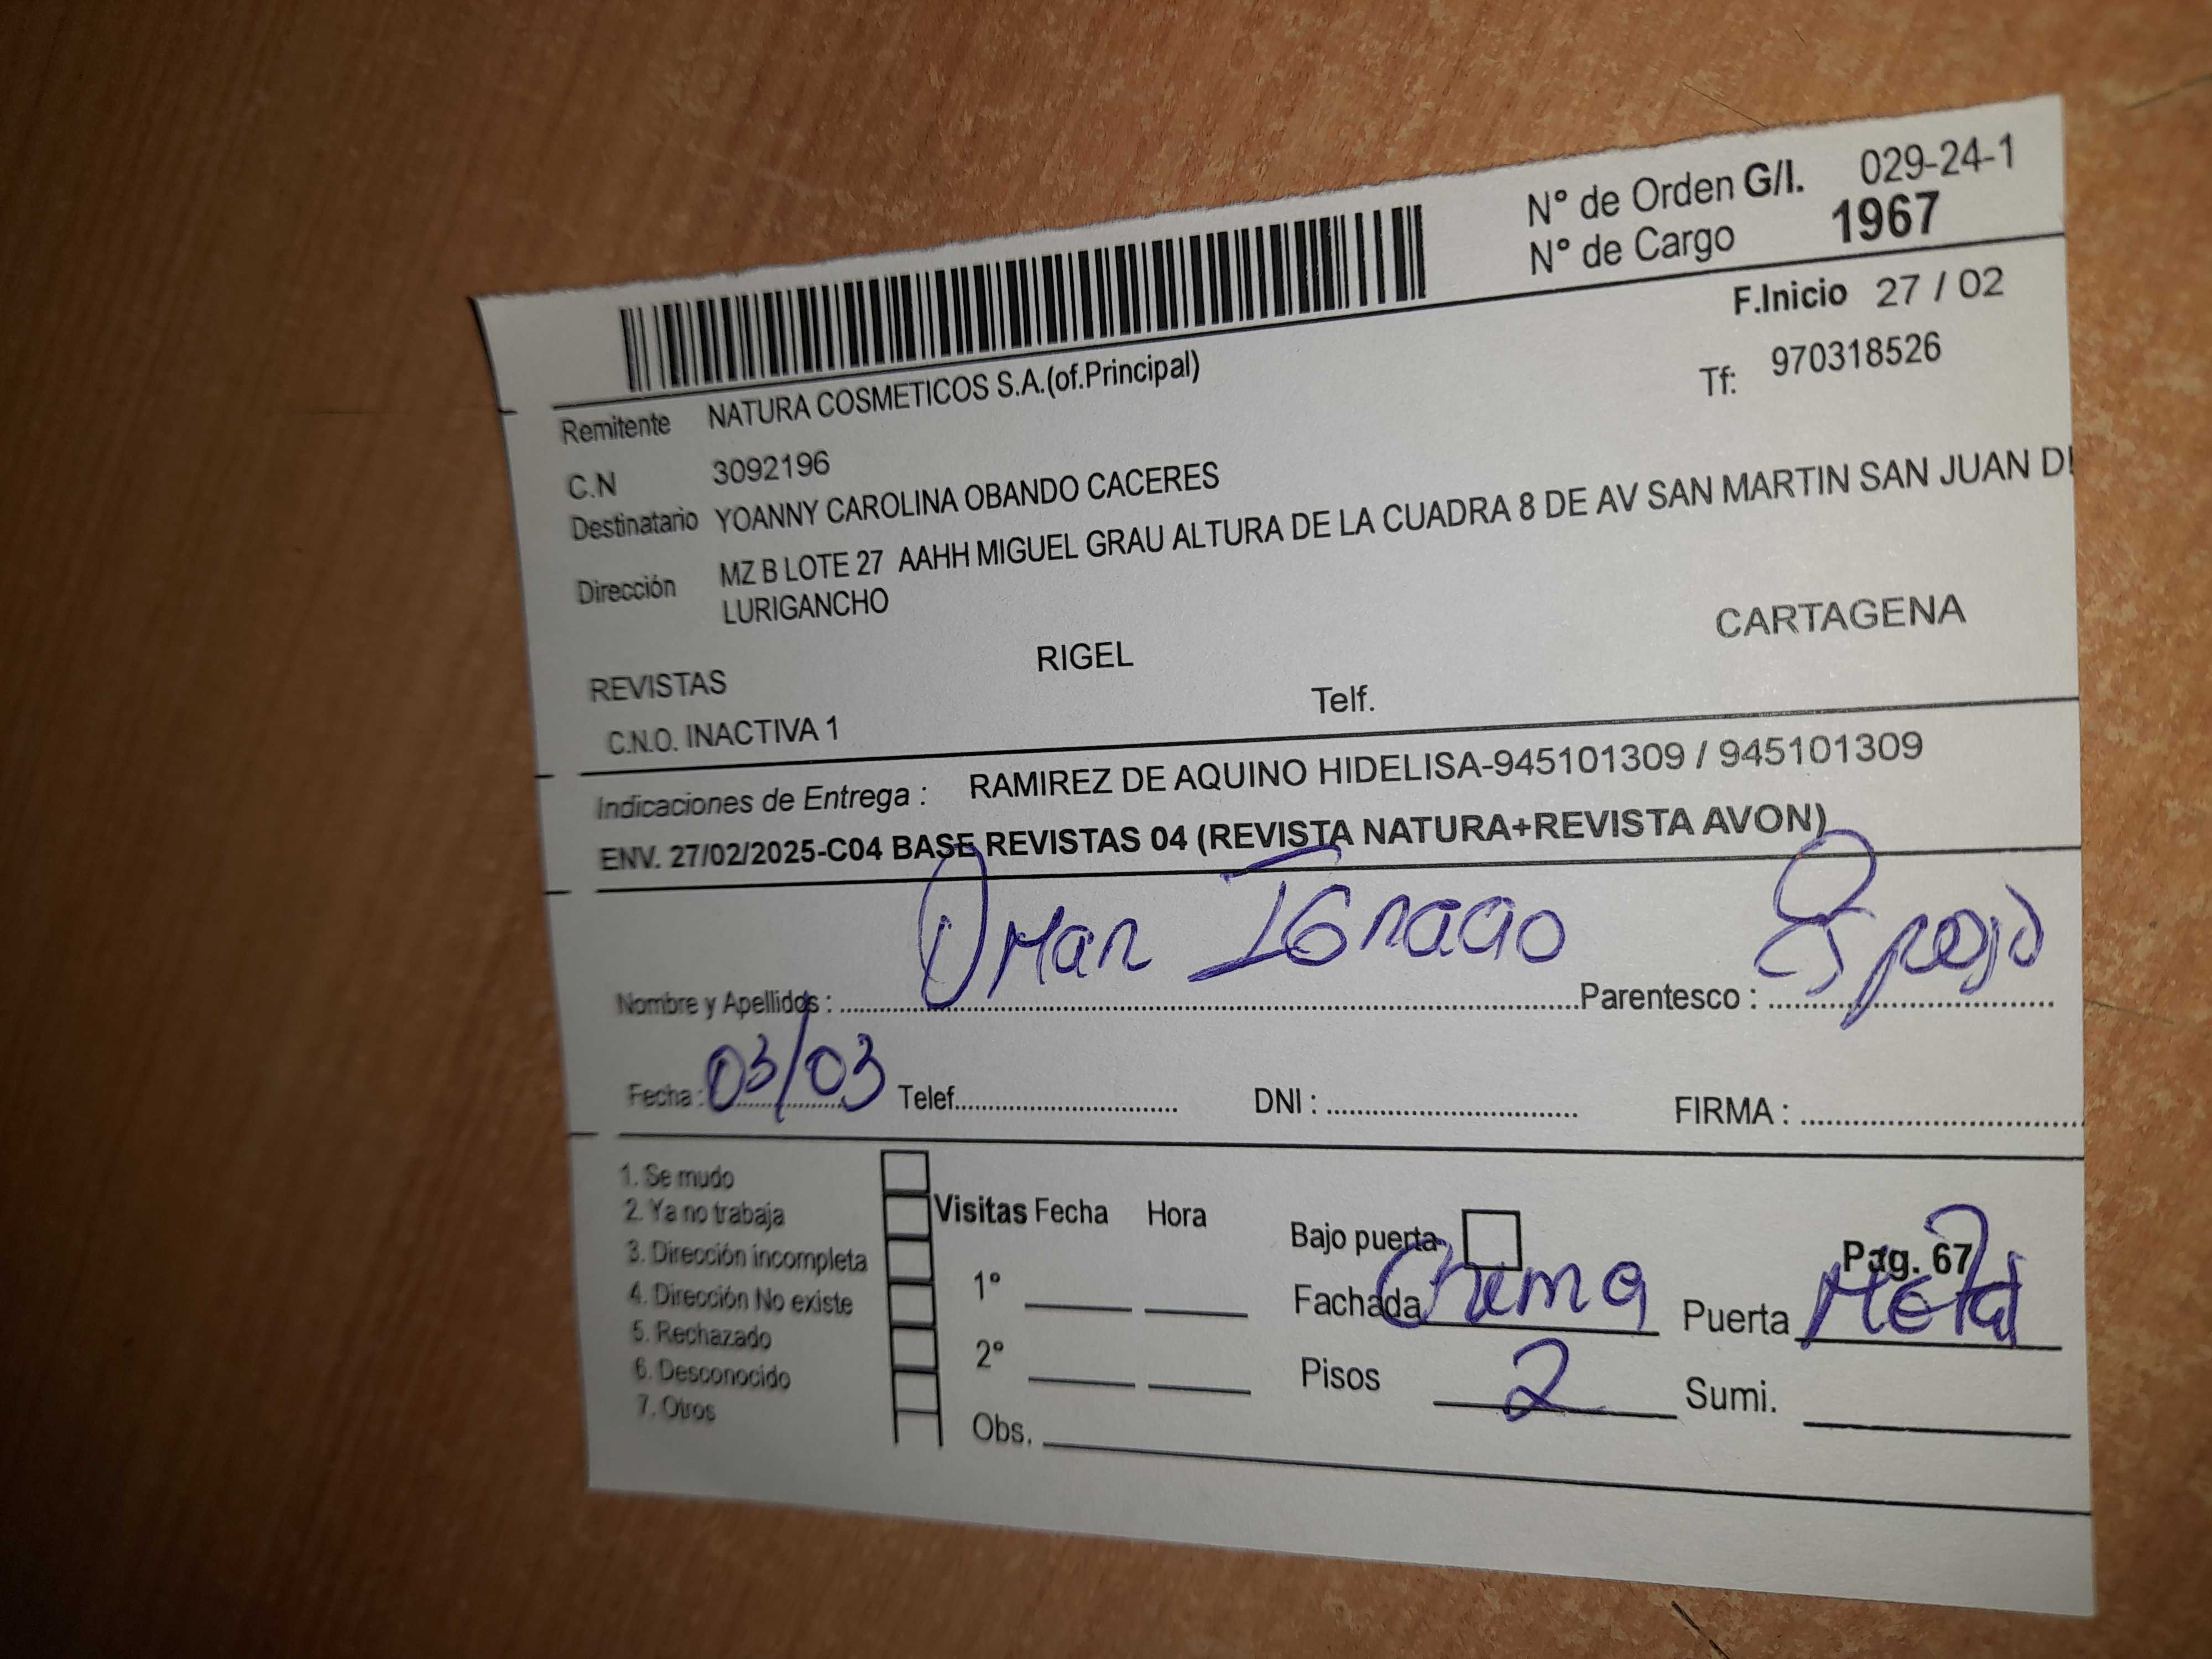 N° de Orden G/I. 029-24-1
N° de Cargo 1967
F.Inicio 27 / 02
Remitente NATURA COSMETICOS S.A.(of.Principal)
Tf: 970318526
C.N 3092196
Destinatario YOANNY CAROLINA OBANDO CACERES
Dirección MZ B LOTE 27 AAHH MIGUEL GRAU ALTURA DE LA CUADRA 8 DE AV SAN MARTIN SAN JUAN DE
LURIGANCHO
REVISTAS RIGEL CARTAGENA
C.N.O. INACTIVA 1 Telf.
Indicaciones de Entrega : RAMIREZ DE AQUINO HIDELISA-945101309 / 945101309
ENV. 27/02/2025-C04 BASE REVISTAS 04 (REVISTA NATURA+REVISTA AVON)
Nombre y Apellidos : Omar Ignacio Parentesco : Esposo
Fecha : 03/03 Telef. DNI : FIRMA :
1. Se mudo
2. Ya no trabaja
3. Dirección incompleta
4. Dirección No existe
5. Rechazado
6. Desconocido
7. Otros
Visitas Fecha Hora
1°
2°
Obs.
Bajo puerta Pag. 67
Fachada Crema Puerta Metal
Pisos 2 Sumi.